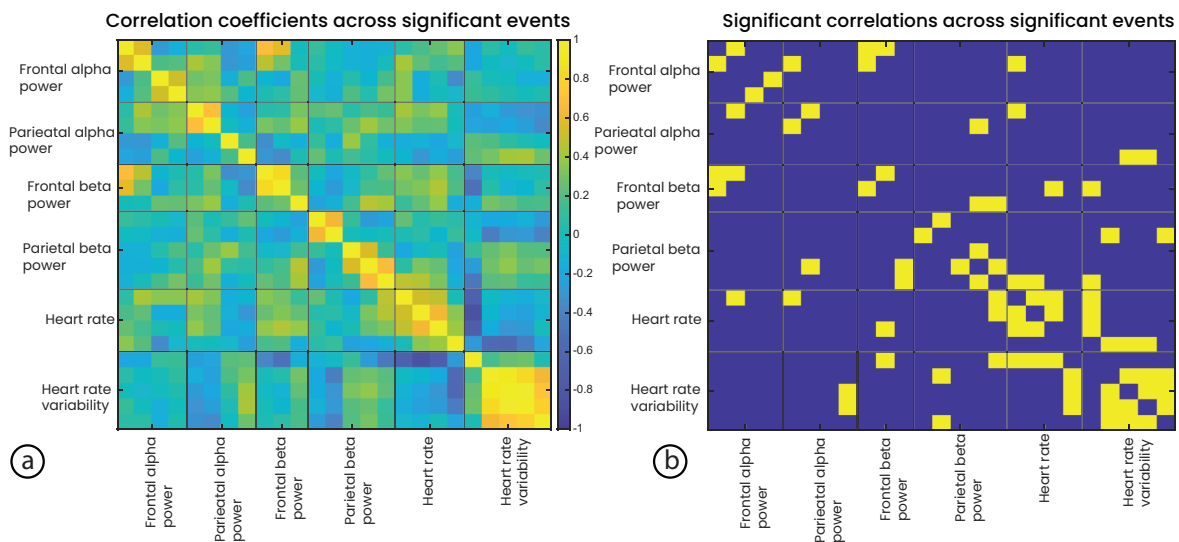 Correlation coefficients across significant events
Frontal alpha
power
Parieatal alpha
power
Frontal beta
power
Parietal beta
power
Heart rate
Heart rate
variability
1
0.8
0.6
0.4
0.2
0
-0.2
-0.4
-0.6
-0.8
-1
Frontal alpha
power
Parieatal alpha
power
Frontal beta
power
Parietal beta
power
Heart rate
Heart rate
variability
a
Significant correlations across significant events
Frontal alpha
power
Parieatal alpha
power
Frontal beta
power
Parietal beta
power
Heart rate
Heart rate
variability
Frontal alpha
power
Parieatal alpha
power
Frontal beta
power
Parietal beta
power
Heart rate
Heart rate
variability
b